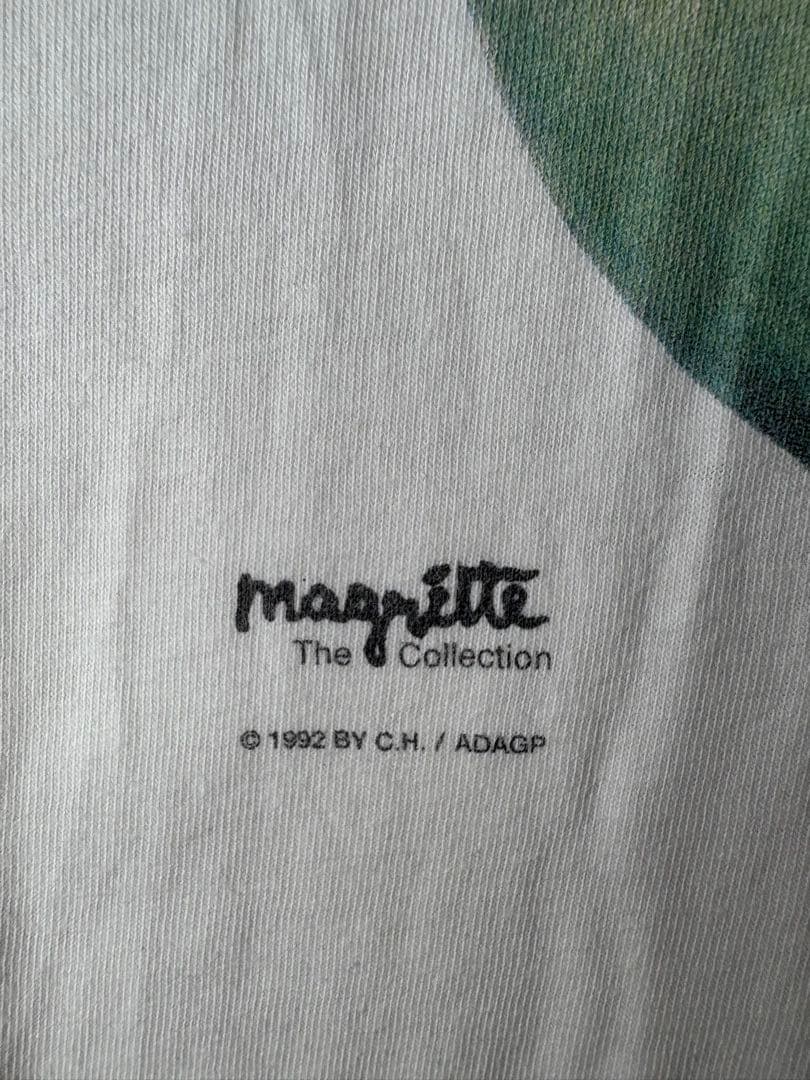 magritte
The Collection
© 1992 BY C.H. / ADAGP